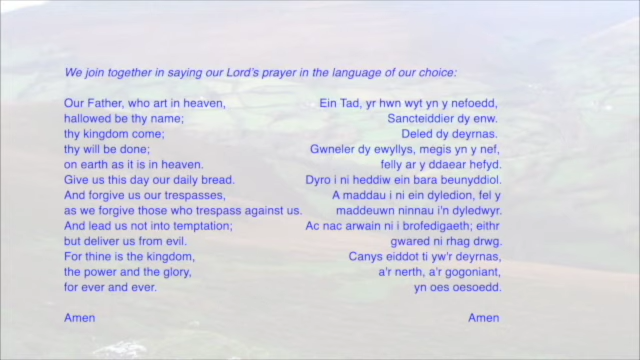 We join together in saying our Lord's prayer in the language of our choice:
Our Father, who art in heaven,
hallowed be thy name;
thy kingdom come;
thy will be done;
on earth as it is in heaven.
Give us this day our daily bread.
And forgive us our trespasses,
as we forgive those who trespass against us.
And lead us not into temptation;
but deliver us from evil.
For thine is the kingdom,
the power and the glory,
for ever and ever.
Amen
Ein Tad, yr hwn wyt yn y nefoedd,
Sancteiddier dy enw.
Deled dy deyrnas.
Gwneler dy ewyllys, megis yn y nef,
felly ar y ddaear hefyd.
Dyro i ni heddiw ein bara beunyddiol.
A maddau i ni ein dyledion, fel y
maddeuwn ninnau i'n dyledwyr.
Ac nac arwain ni i brofedigaeth; eithr
gwared ni rhag drwg.
Canys eiddot ti yw'r deyrnas,
a'r nerth, a'r gogoniant,
yn oes oesoedd.
Amen